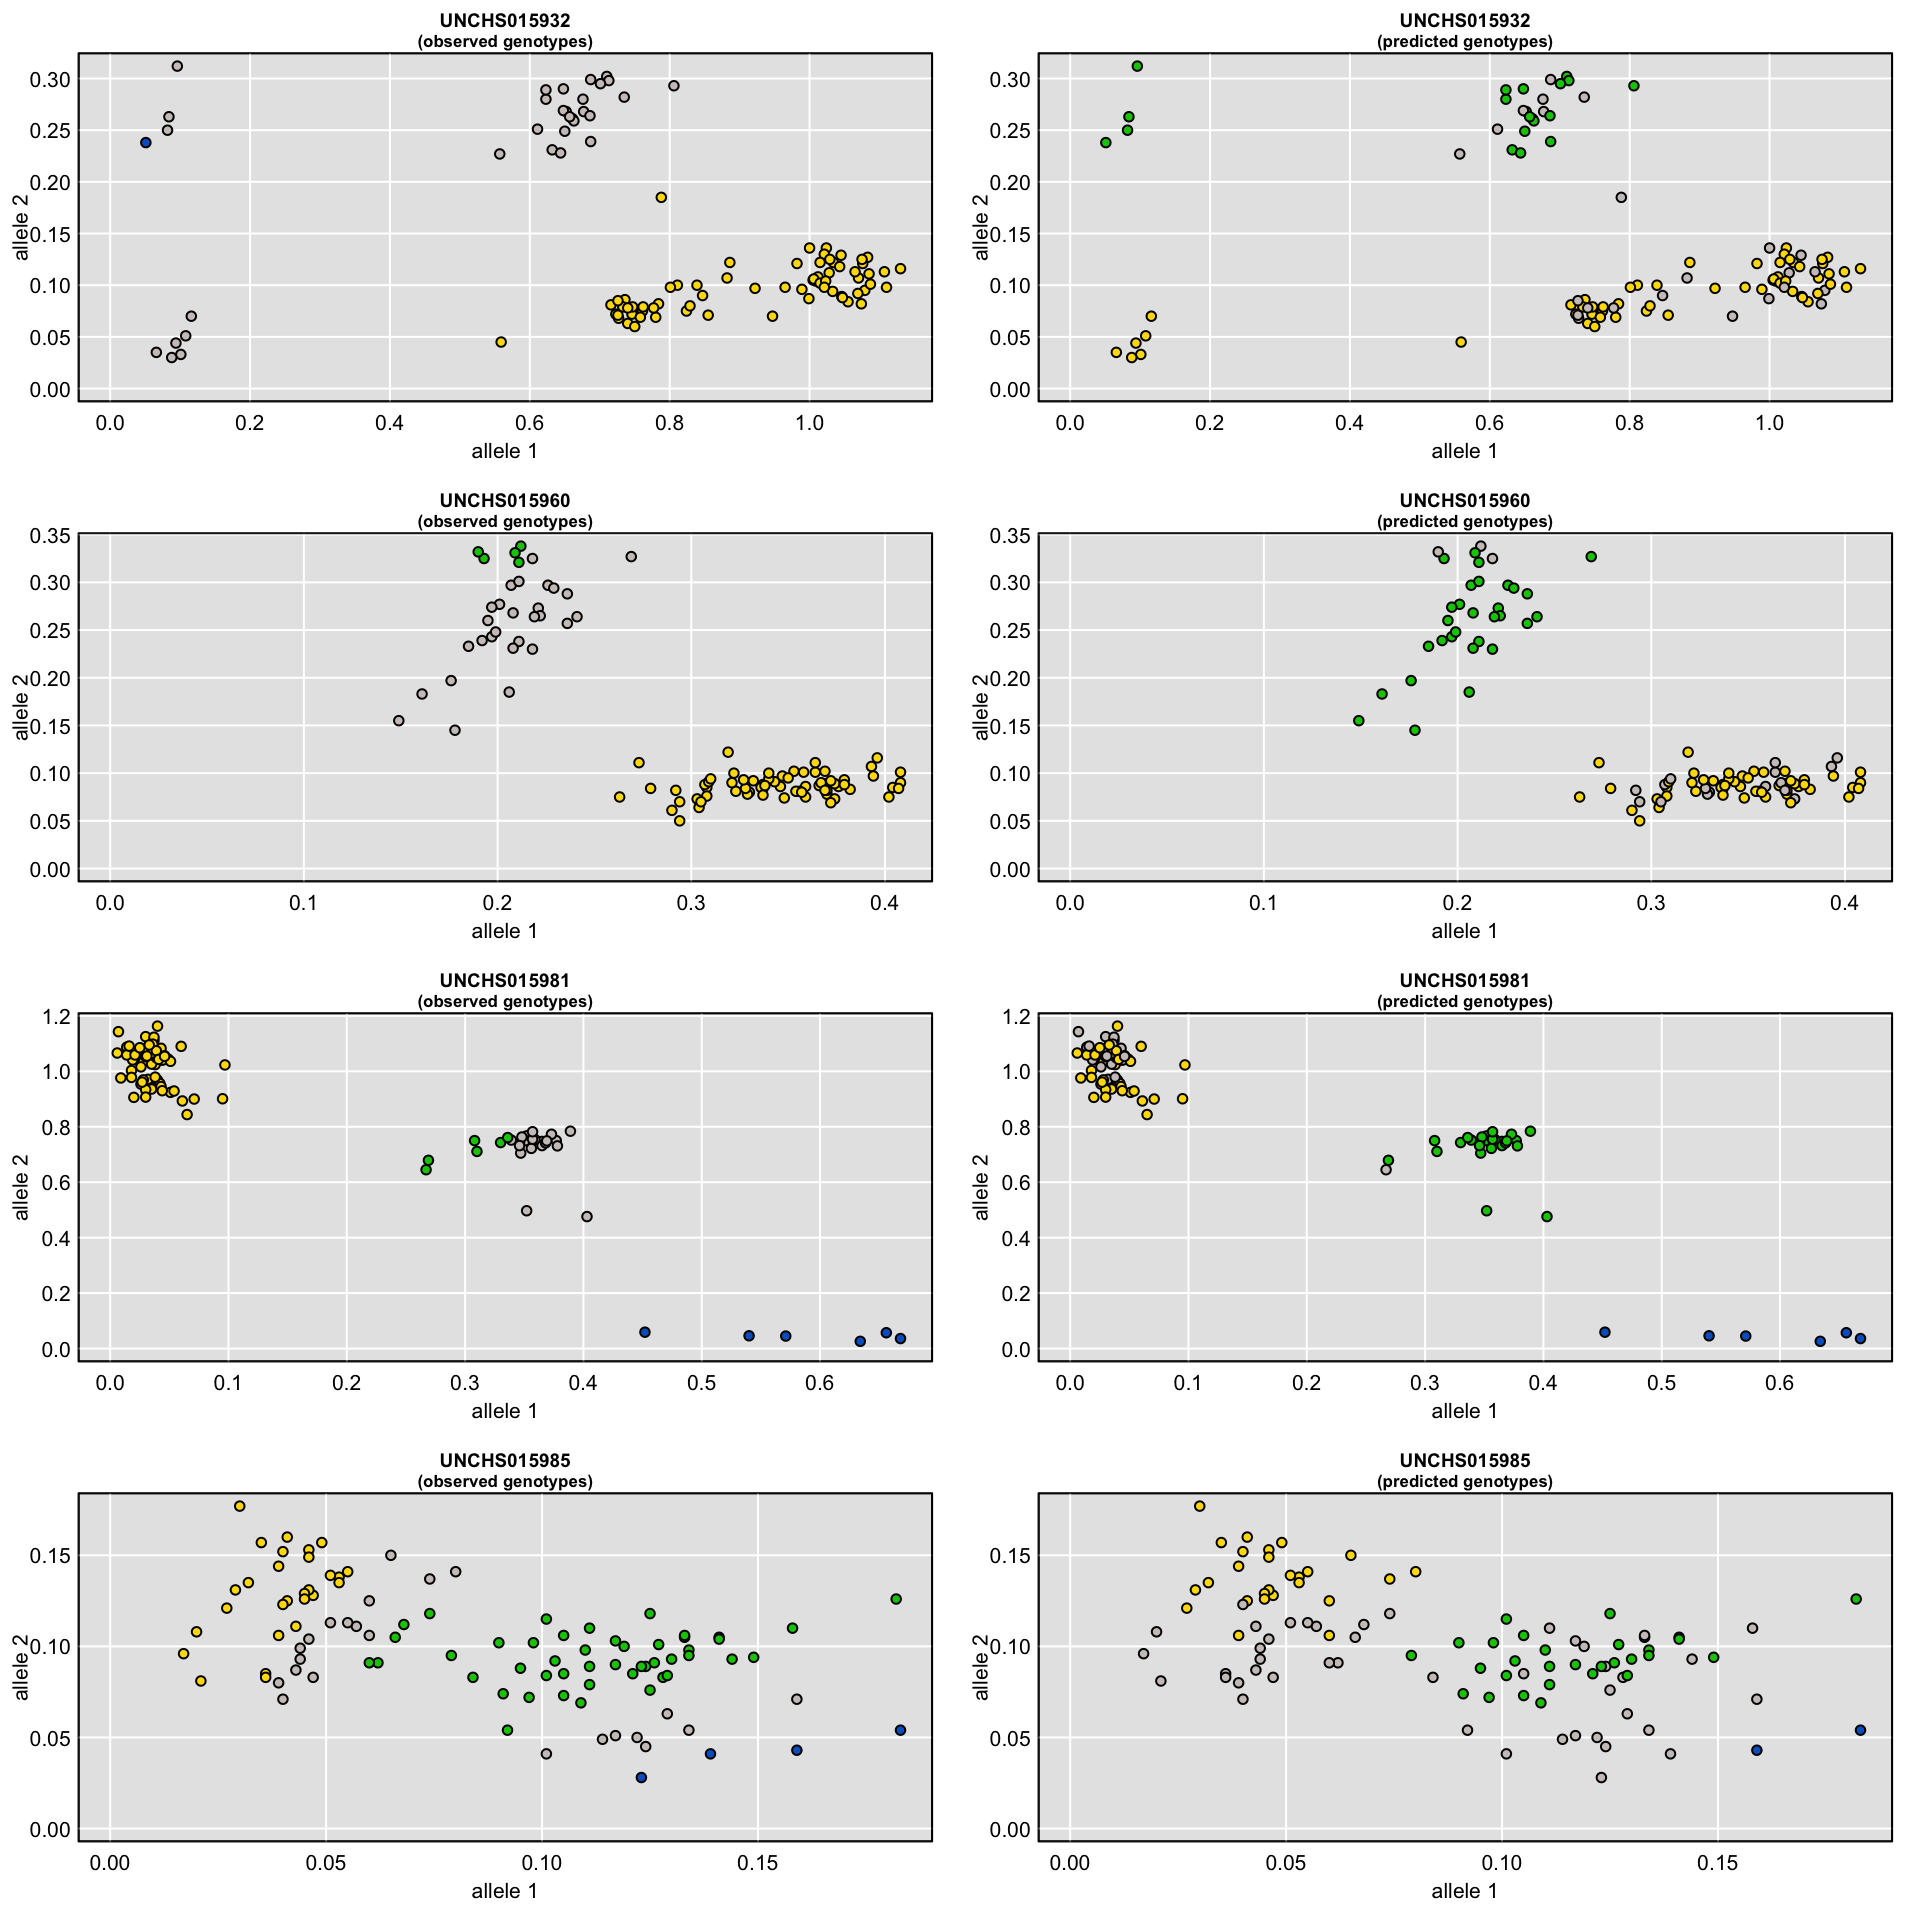 UNCHS015932
(observed genotypes)
0.30
0.25
0.20
0.15
0.10
0.05
0.00
allele 2
0.0 0.2 0.4 0.6 0.8 1.0
allele 1
UNCHS015932
(predicted genotypes)
0.30
0.25
0.20
0.15
0.10
0.05
0.00
allele 2
0.0 0.2 0.4 0.6 0.8 1.0
allele 1
UNCHS015960
(observed genotypes)
0.35
0.30
0.25
0.20
0.15
0.10
0.05
0.00
allele 2
0.0 0.1 0.2 0.3 0.4
allele 1
UNCHS015960
(predicted genotypes)
0.35
0.30
0.25
0.20
0.15
0.10
0.05
0.00
allele 2
0.0 0.1 0.2 0.3 0.4
allele 1
UNCHS015981
(observed genotypes)
1.2
1.0
0.8
0.6
0.4
0.2
0.0
allele 2
0.0 0.1 0.2 0.3 0.4 0.5 0.6
allele 1
UNCHS015981
(predicted genotypes)
1.2
1.0
0.8
0.6
0.4
0.2
0.0
allele 2
0.0 0.1 0.2 0.3 0.4 0.5 0.6
allele 1
UNCHS015985
(observed genotypes)
0.15
0.10
0.05
0.00
allele 2
0.00 0.05 0.10 0.15
allele 1
UNCHS015985
(predicted genotypes)
0.15
0.10
0.05
0.00
allele 2
0.00 0.05 0.10 0.15
allele 1